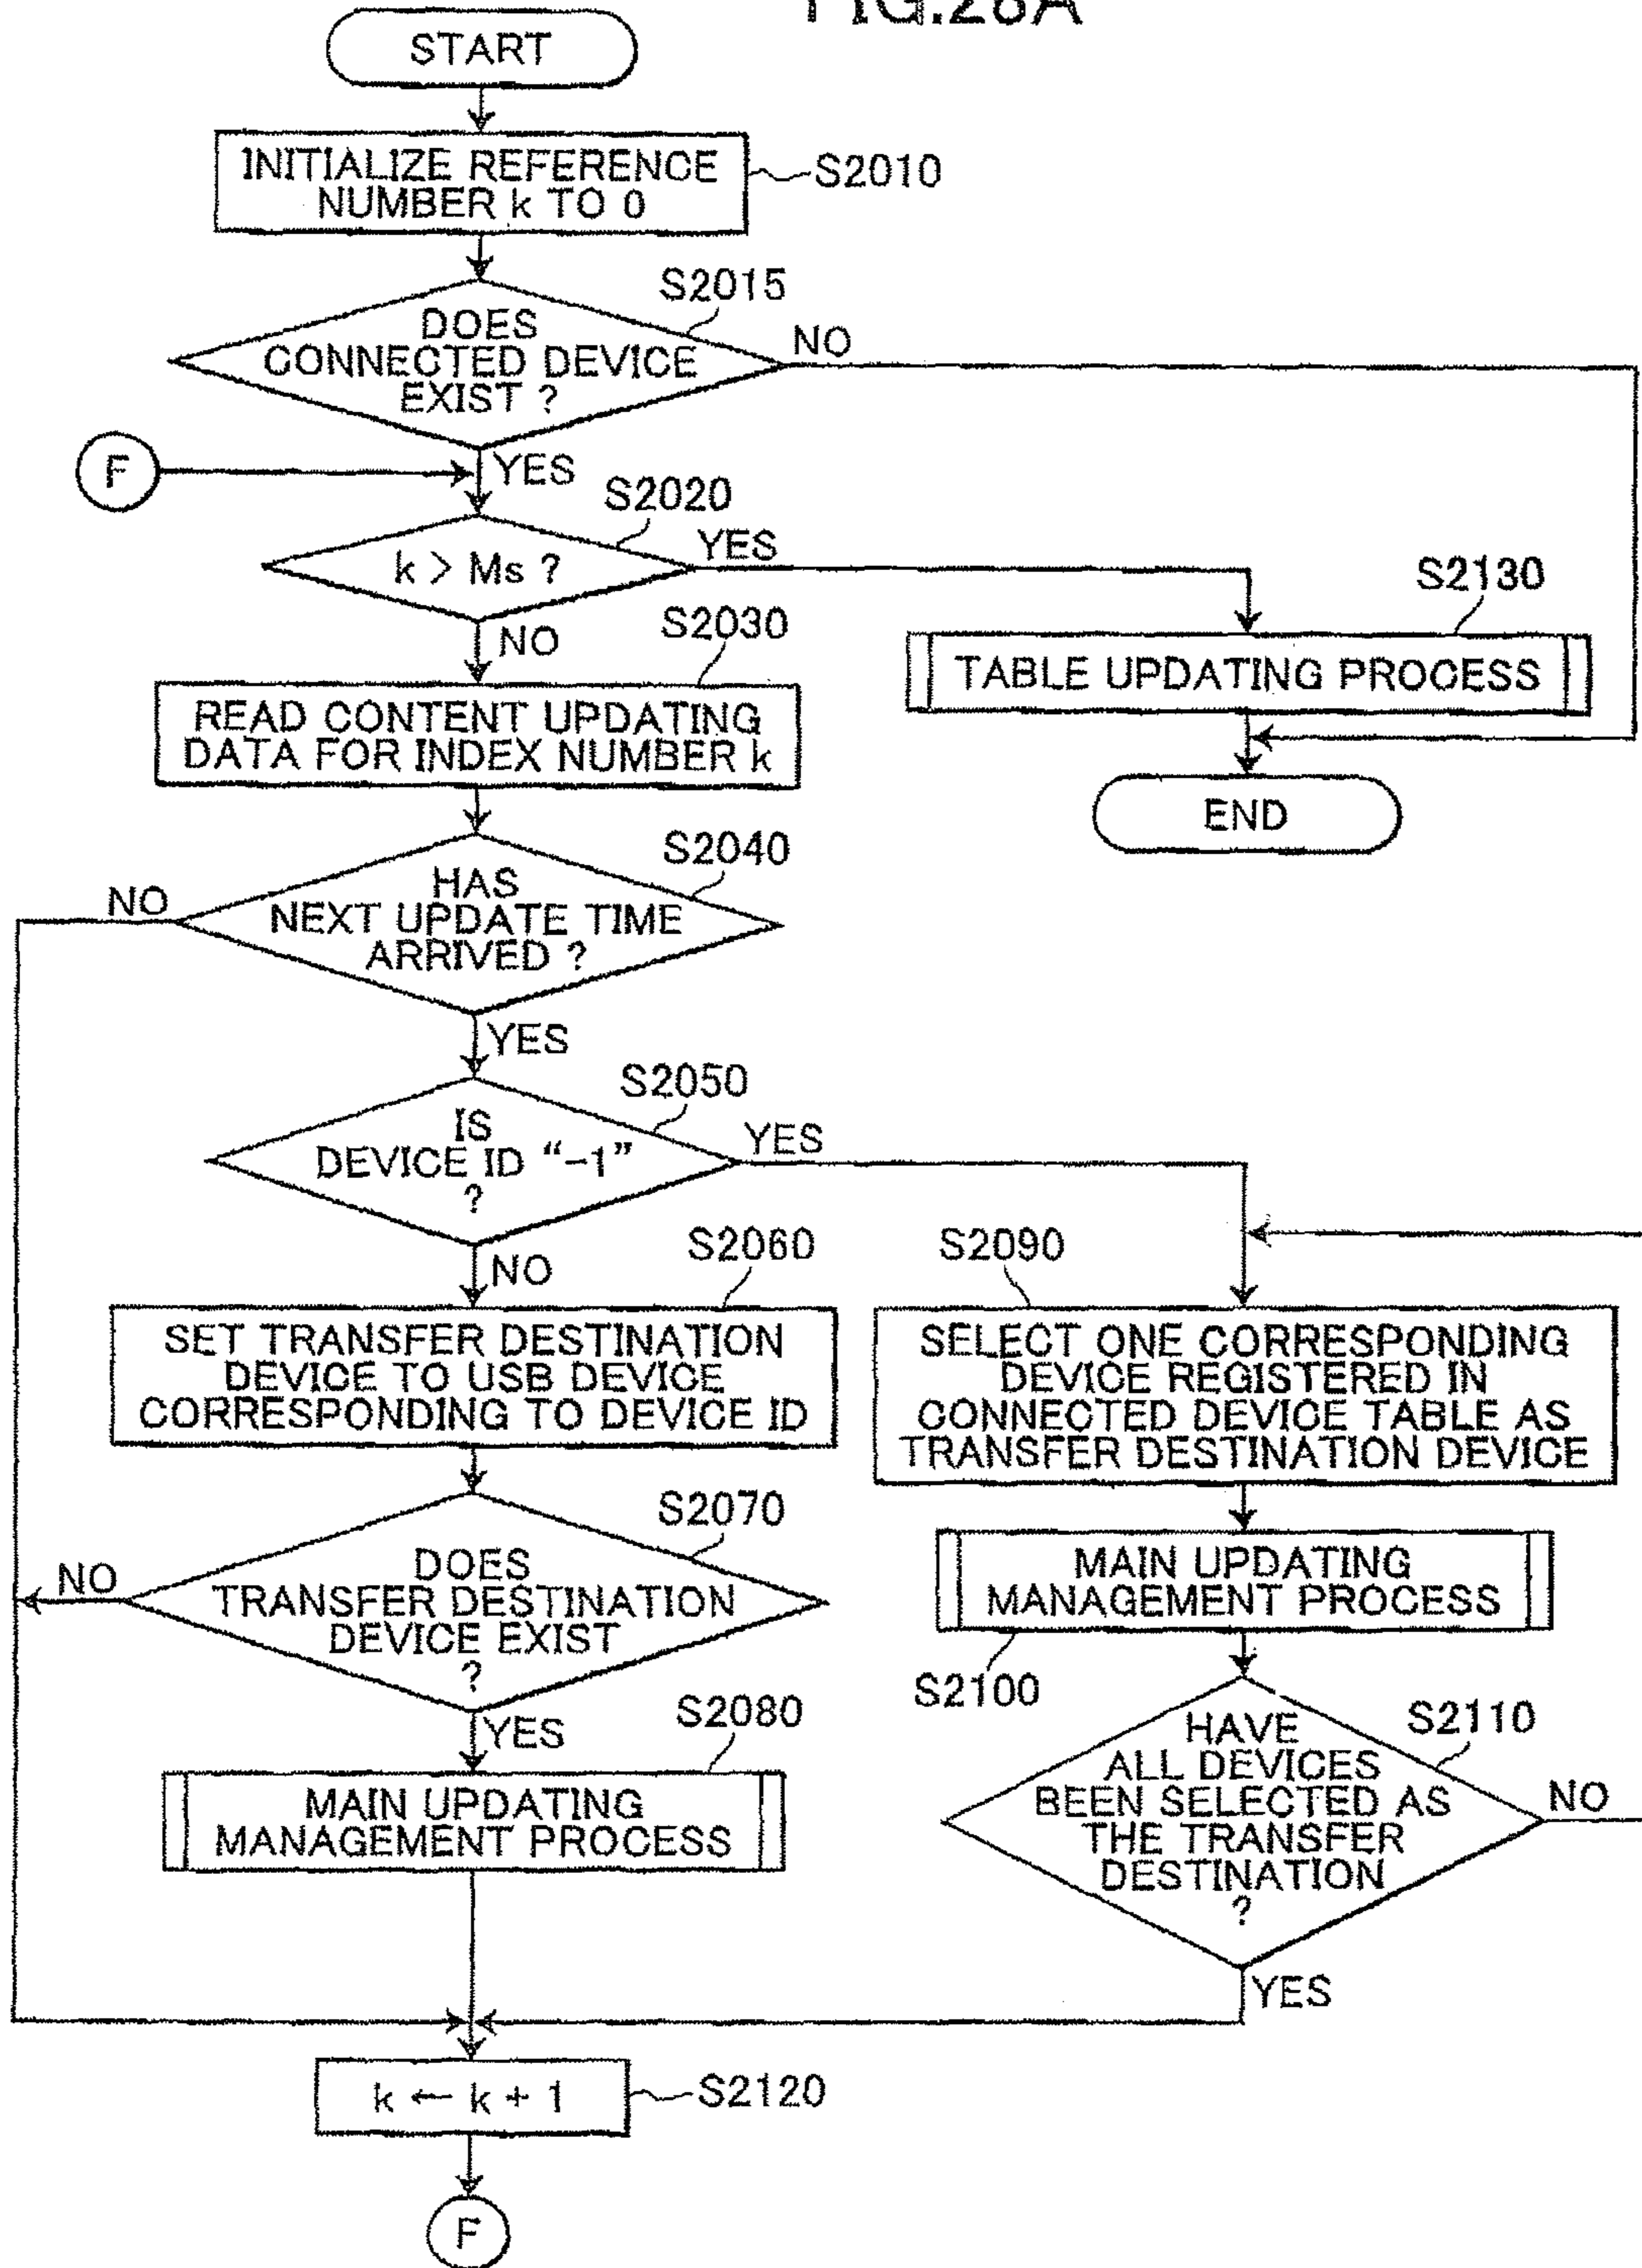 FIG.28A
START
INITIALIZE REFERENCE
NUMBER k TO 0
S2010
S2015
DOES
CONNECTED DEVICE
EXIST ?
NO
F
YES
S2020
k > Ms ?
YES
S2130
NO
S2030
TABLE UPDATING PROCESS
READ CONTENT UPDATING
DATA FOR INDEX NUMBER k
END
S2040
NO
HAS
NEXT UPDATE TIME
ARRIVED ?
YES
S2050
IS
DEVICE ID “-1”
?
YES
NO
S2060
S2090
SET TRANSFER DESTINATION
DEVICE TO USB DEVICE
CORRESPONDING TO DEVICE ID
SELECT ONE CORRESPONDING
DEVICE REGISTERED IN
CONNECTED DEVICE TABLE AS
TRANSFER DESTINATION DEVICE
S2070
NO
DOES
TRANSFER DESTINATION
DEVICE EXIST
?
MAIN UPDATING
MANAGEMENT PROCESS
S2100
YES
S2080
MAIN UPDATING
MANAGEMENT PROCESS
S2110
HAVE
ALL DEVICES
BEEN SELECTED AS
THE TRANSFER
DESTINATION
?
NO
YES
k ← k + 1
S2120
F